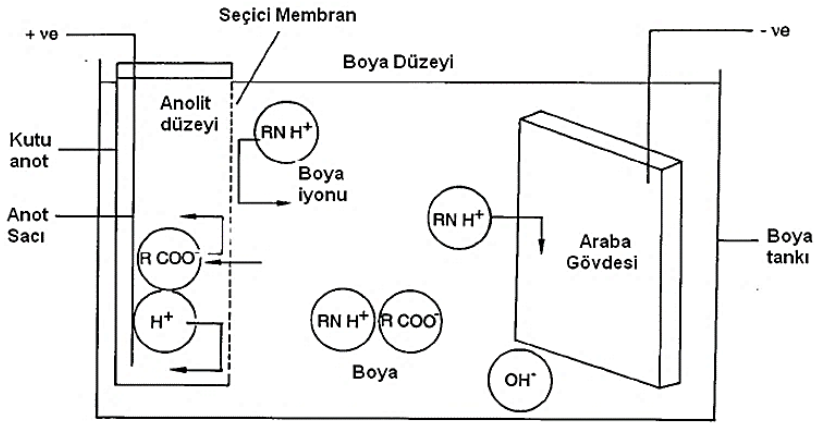 Seçici Membran
+ ve
- ve
Boya Düzeyi
Anolit
düzeyi
RN H+
Kutu
anot
Boya
iyonu
Anot
Sacı
RN H+
Araba
Gövdesi
Boya
tankı
R COO-
H+
RN H+
R COO-
Boya
OH-